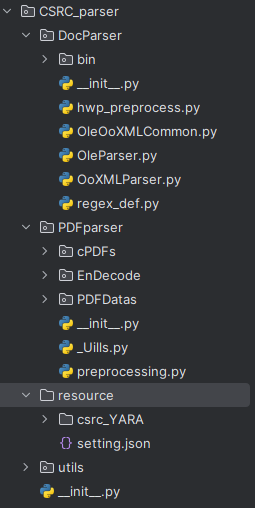 CSRC_parser
DocParser
bin
__init__.py
hwp_preprocess.py
OleOoXMLCommon.py
OleParser.py
OoXMLParser.py
regex_def.py
PDFparser
cPDFs
EnDecode
PDFDatas
__init__.py
_Uills.py
preprocessing.py
resource
csrc_YARA
setting.json
utils
__init__.py